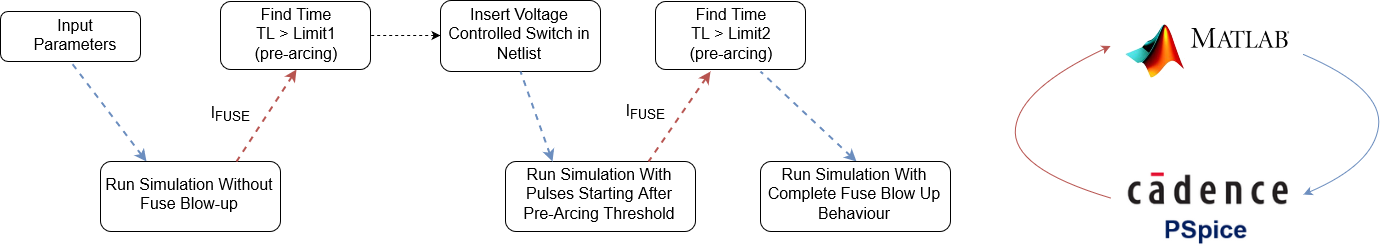 Input
Parameters
Find Time
TL > Limit1
(pre-arcing)
Insert Voltage
Controlled Switch in
Netlist
Find Time
TL > Limit2
(pre-arcing)
IFUSE
IFUSE
Run Simulation Without
Fuse Blow-up
Run Simulation With
Pulses Starting After
Pre-Arcing Threshold
Run Simulation With
Complete Fuse Blow Up
Behaviour
MATLAB®
cādence
PSpice